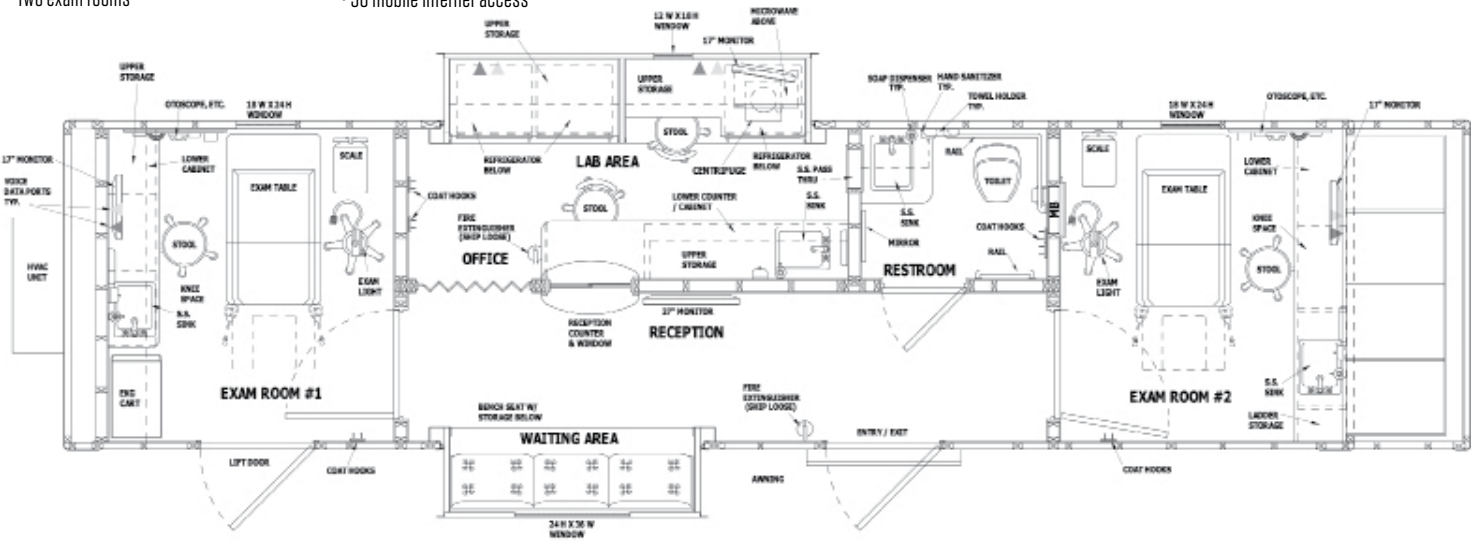 Two exam rooms
• 5G mobile internet access
UPPER
STORAGE
12 W X 18 H
WINDOW
MICROWAVE
ABOVE
17" MONITOR
UPPER
STORAGE
UPPER
STORAGE
OTOSCOPE, ETC.
18 W X 24 H
WINDOW
SOAP DISPENSER
TYP.
HAND SANITIZER
TYP.
TOWEL HOLDER
TYP.
18 W X 24 H
WINDOW
OTOSCOPE, ETC.
17" MONITOR
17" MONITOR
VOICE
DATA PORTS
TYP.
LOWER
CABINET
SCALE
EXAM TABLE
STOOL
REFRIGERATOR
BELOW
LAB AREA
CENTRIFUGE
REFRIGERATOR
BELOW
S.S. PASS
THRU
RAIL
TOILET
SCALE
EXAM TABLE
LOWER
CABINET
COAT HOOKS
STOOL
LOWER COUNTER
/ CABINET
S.S.
SINK
S.S.
SINK
MB
COAT HOOKS
KNEE
SPACE
STOOL
FIRE
EXTINGUISHER
(SHIP LOOSE)
OFFICE
UPPER
STORAGE
MIRROR
RAIL
RESTROOM
STOOL
HVAC
UNIT
KNEE
SPACE
S.S.
SINK
EXAM
LIGHT
EXAM
LIGHT
RECEPTION
COUNTER
& WINDOW
37" MONITOR
RECEPTION
EXAM ROOM #1
EKG
CART
FIRE
EXTINGUISHER
(SHIP LOOSE)
EXAM ROOM #2
S.S.
SINK
LADDER
STORAGE
BENCH SEAT W/
STORAGE BELOW
WAITING AREA
ENTRY / EXIT
LIFT DOOR
COAT HOOKS
AWNING
COAT HOOKS
24 H X 36 W
WINDOW